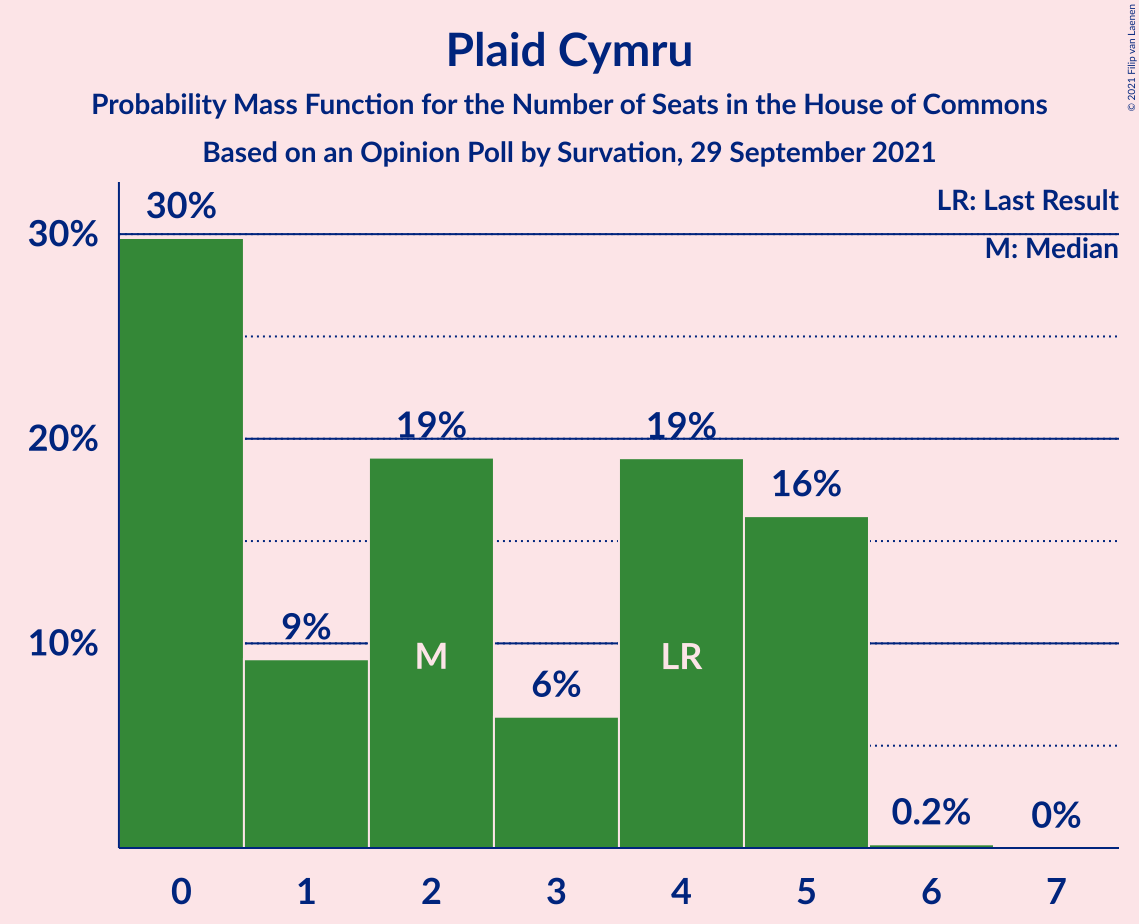 Plaid Cymru
Probability Mass Function for the Number of Seats in the House of Commons
Based on an Opinion Poll by Survation, 29 September 2021
© 2021 Filip van Laenen
LR: Last Result
M: Median
30%
20%
10%
30%
9%
19%
6%
19%
16%
0.2%
0%
M
LR
0 1 2 3 4 5 6 7